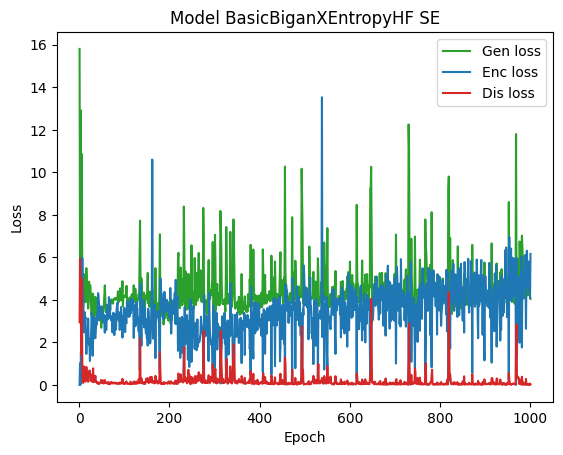 Model BasicBiganXEntropyHF SE
Gen loss
Enc loss
Dis loss
Loss
16
14
12
10
8
6
4
2
0
0 200 400 600 800 1000
Epoch